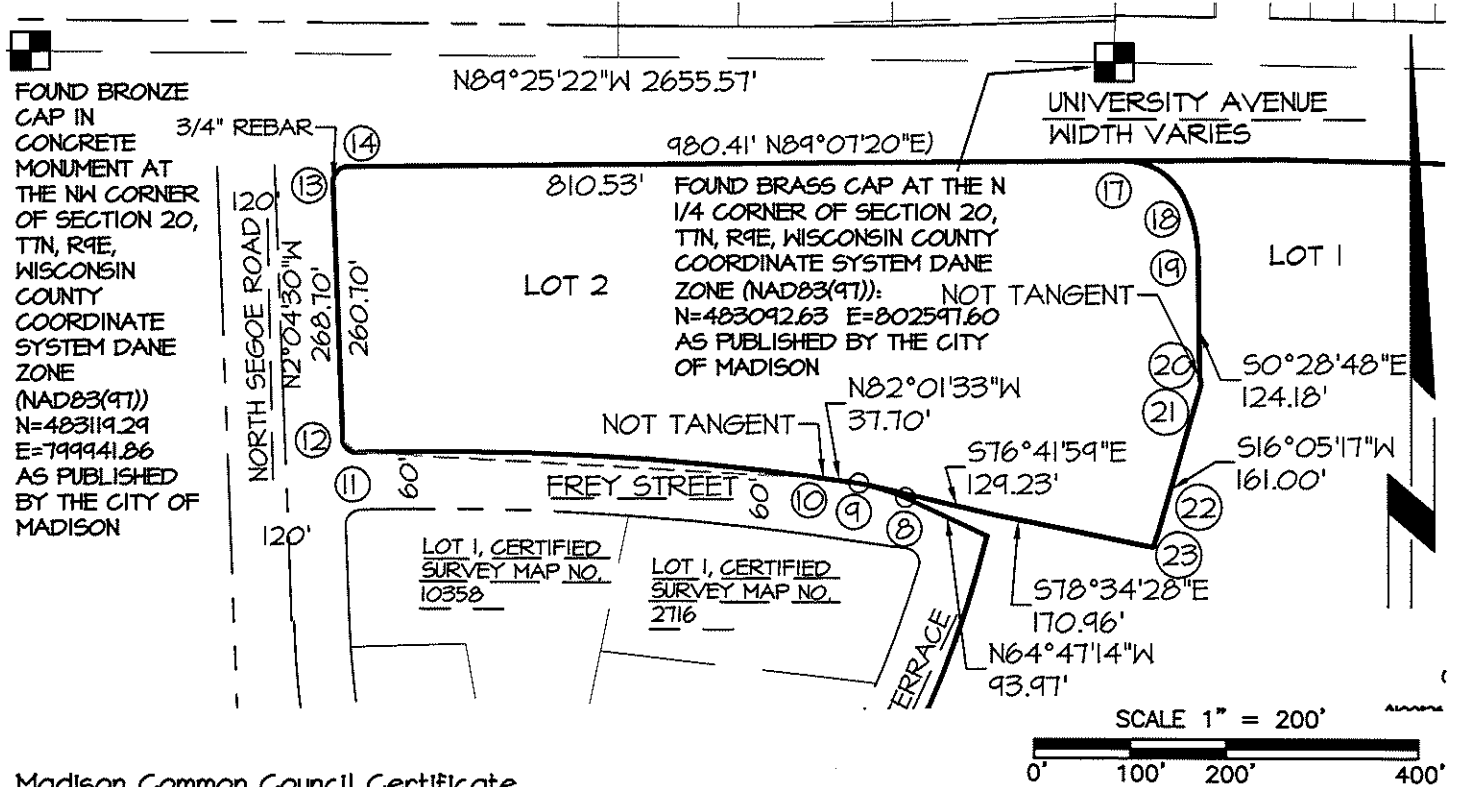 N89°25'22"W 2655.57'
FOUND BRONZE
CAP IN
CONCRETE
MONUMENT AT
THE NW CORNER
OF SECTION 20,
T7N, R9E,
WISCONSIN
COUNTY
COORDINATE
SYSTEM DANE
ZONE
(NAD83(97))
N=483119.29
E=799941.86
AS PUBLISHED
BY THE CITY OF
MADISON
3/4" REBAR
14
13
UNIVERSITY AVENUE
WIDTH VARIES
980.41' N89°07'20"E)
810.53'
FOUND BRASS CAP AT THE N
1/4 CORNER OF SECTION 20,
T7N, R9E, WISCONSIN COUNTY
COORDINATE SYSTEM DANE
ZONE (NAD83(97)):
N=483092.63 E=802597.60
AS PUBLISHED BY THE CITY
OF MADISON
17
18
19
LOT 1
LOT 2
120'
NORTH SEGOE ROAD
N2°04'30"W
268.70'
260.70'
NOT TANGENT
20
21
S0°28'48"E
124.18'
N82°01'33"W
37.70'
NOT TANGENT
S76°41'59"E
129.23'
S16°05'17"W
161.00'
12
11
60'
FREY STREET
60'
10
9
8
22
23
120'
LOT 1, CERTIFIED
SURVEY MAP NO.
10358
LOT 1, CERTIFIED
SURVEY MAP NO.
2716
S78°34'28"E
170.96'
N64°47'14"W
93.97'
ERRACE
SCALE 1" = 200'
0' 100' 200' 400'
Madison Common Council Certificate